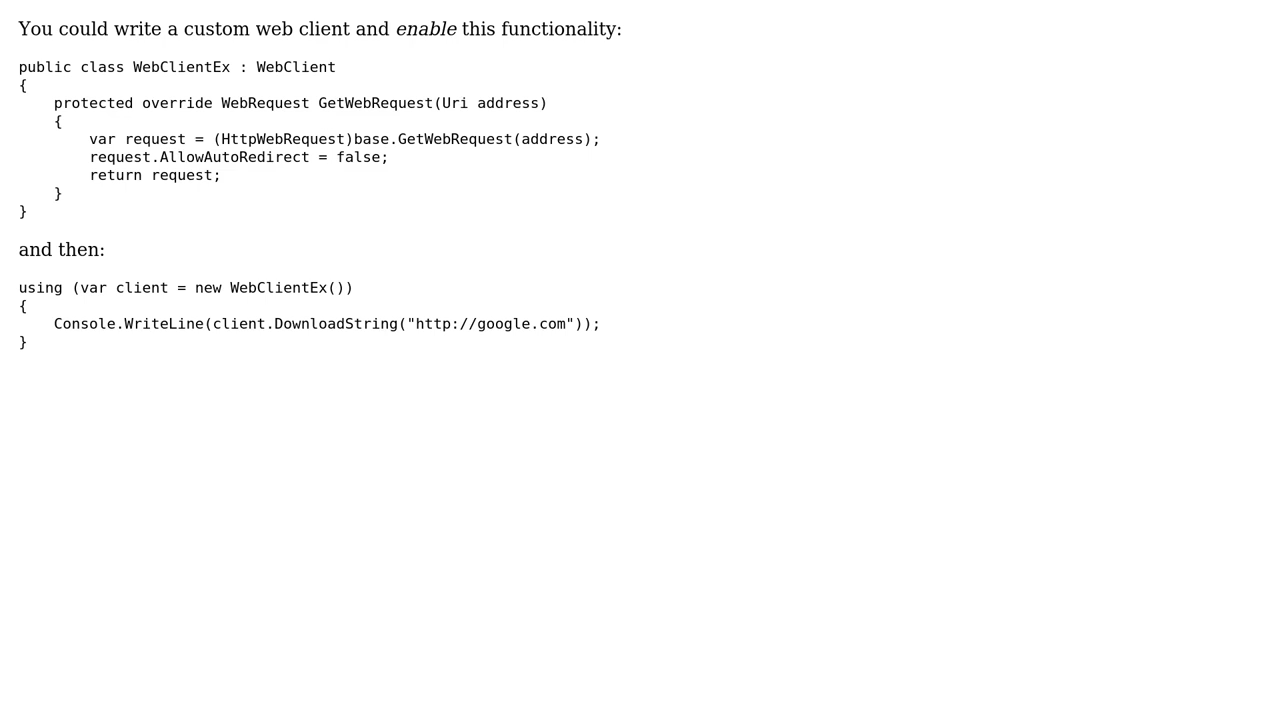 You could write a custom web client and enable this functionality:
public class WebClientEx : WebClient
{
    protected override WebRequest GetWebRequest(Uri address)
    {
        var request = (HttpWebRequest)base.GetWebRequest(address);
        request.AllowAutoRedirect = false;
        return request;
    }
}
and then:
using (var client = new WebClientEx())
{
    Console.WriteLine(client.DownloadString("http://google.com"));
}